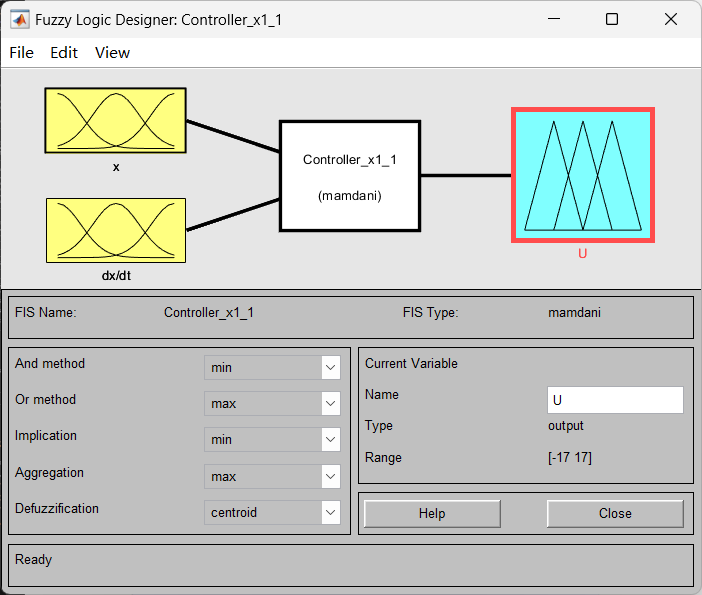 Fuzzy Logic Designer: Controller_x1_1
File Edit View
x
Controller_x1_1
(mamdani)
dx/dt
U
FIS Name: Controller_x1_1 FIS Type: mamdani
And method min
Or method max
Implication min
Aggregation max
Defuzzification centroid
Current Variable
Name U
Type output
Range [-17 17]
Help Close
Ready